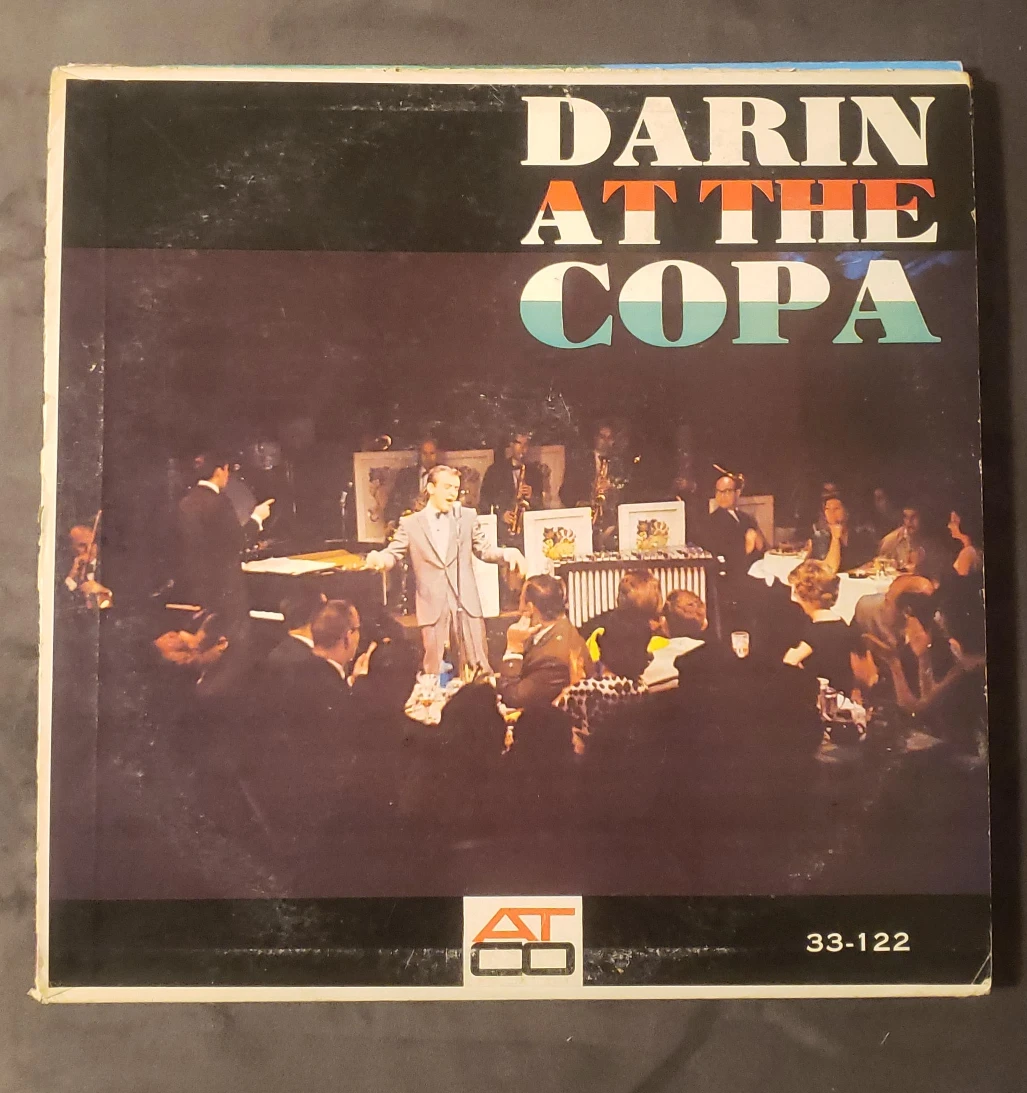 DARIN
AT THE
COPA
ATCO
33-122